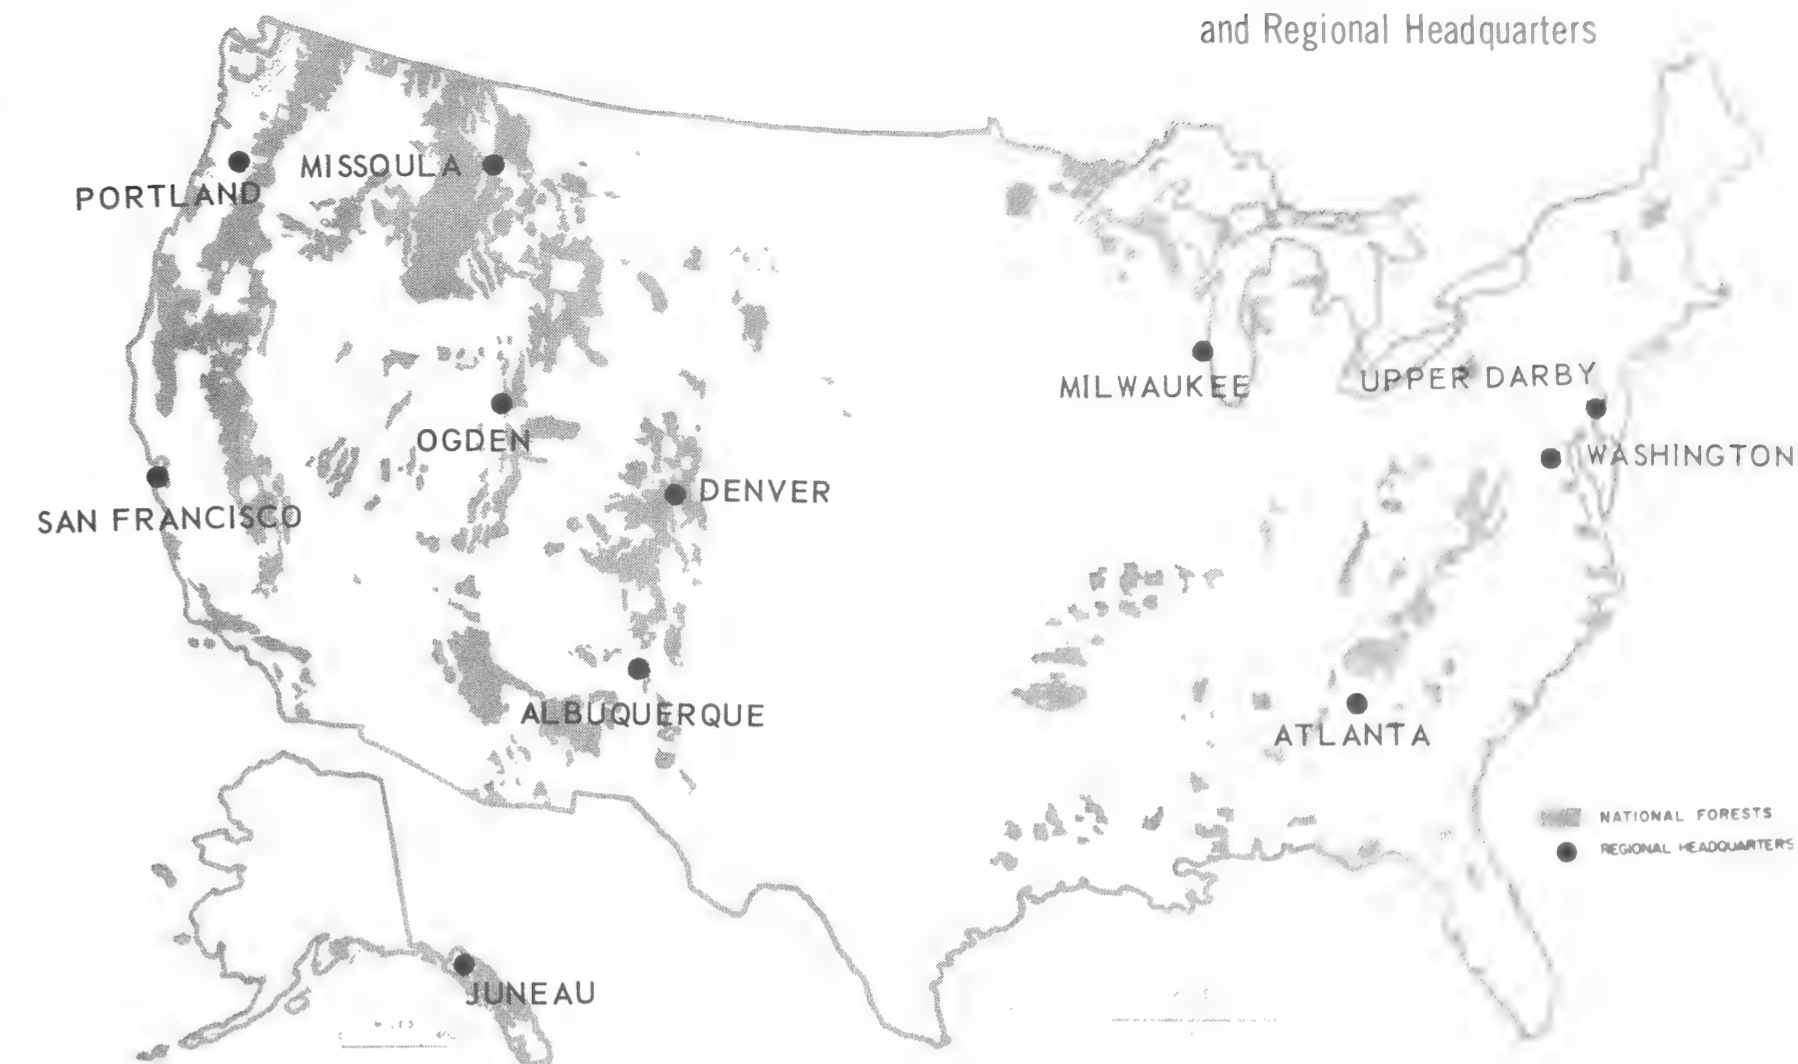 and Regional Headquarters
PORTLAND
MISSOULA
MILWAUKEE
UPPER DARBY
OGDEN
WASHINGTON
DENVER
SAN FRANCISCO
ALBUQUERQUE
ATLANTA
NATIONAL FORESTS
REGIONAL HEADQUARTERS
JUNEAU